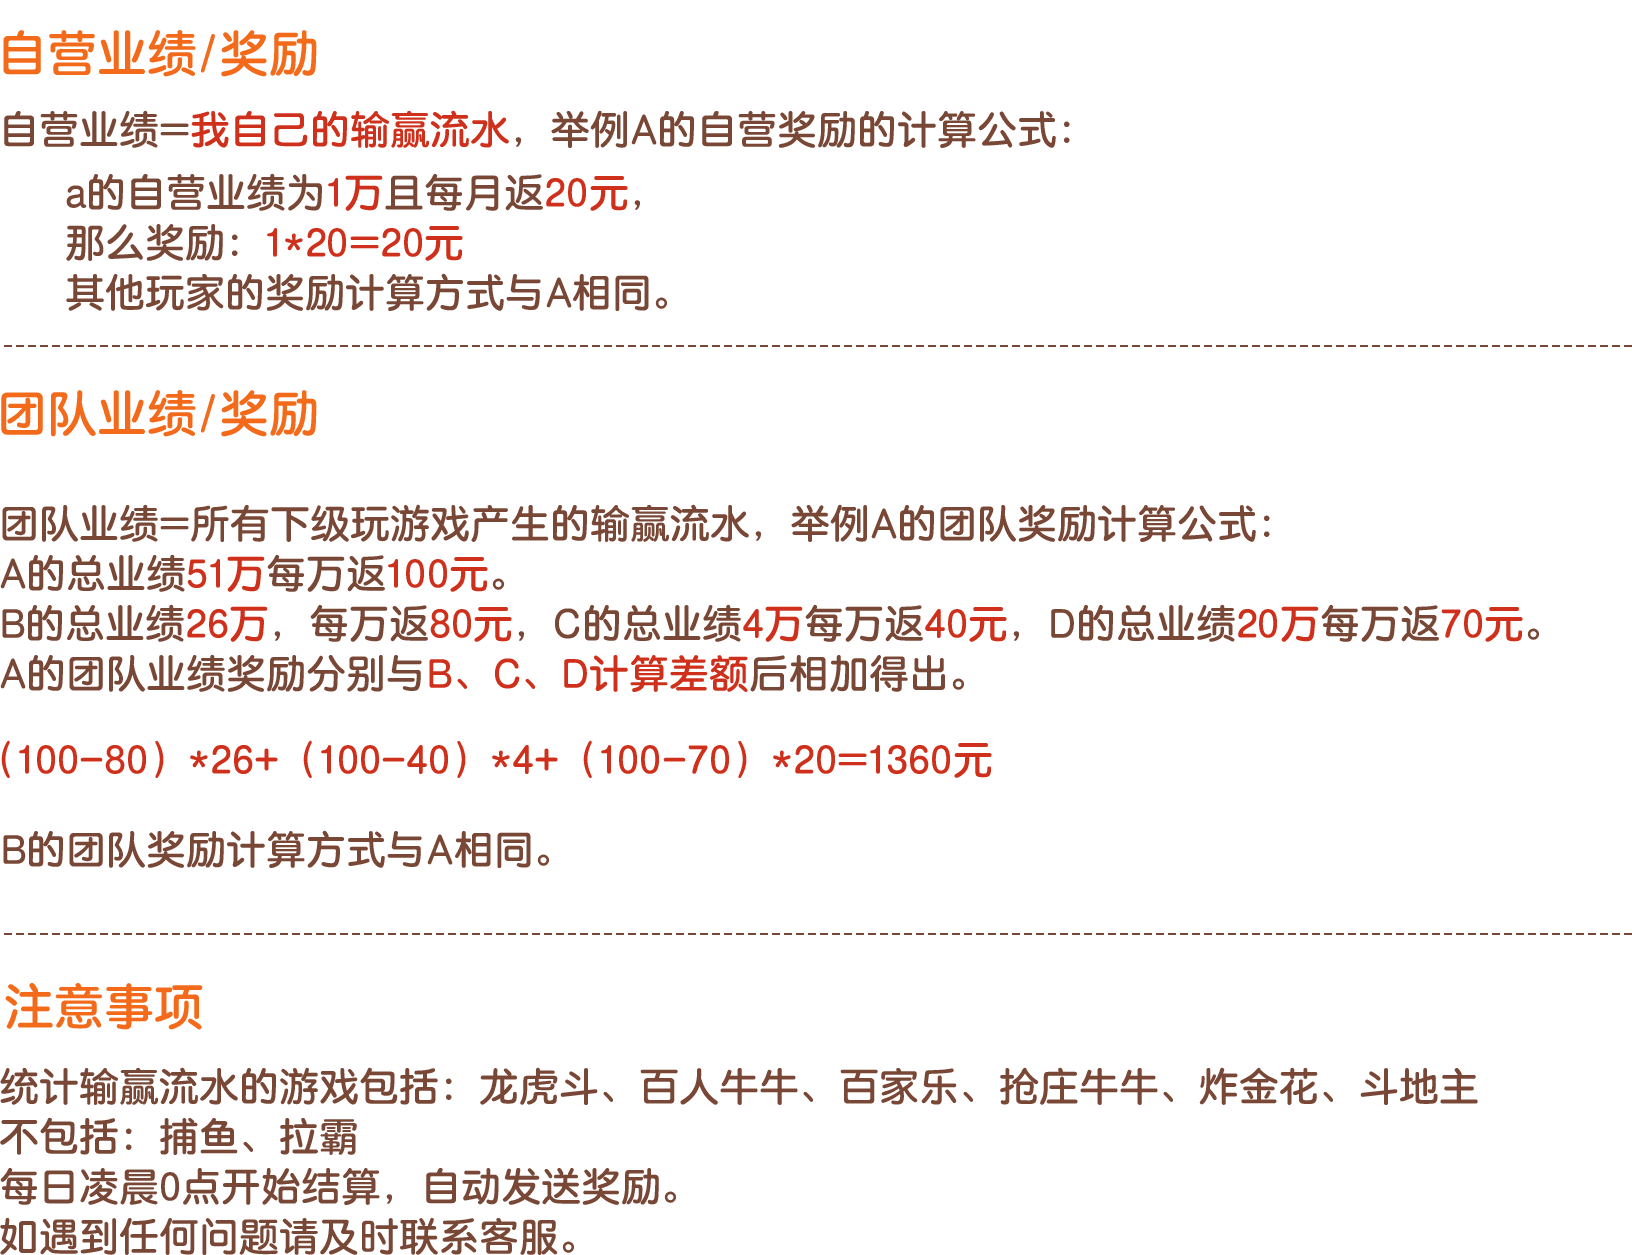 自营业绩/奖励
自营业绩=我自己的输赢流水，举例A的自营奖励的计算公式：
a的自营业绩为1万且每月返20元，
那么奖励：1*20=20元
其他玩家的奖励计算方式与A相同。
团队业绩/奖励
团队业绩=所有下级玩游戏产生的输赢流水，举例A的团队奖励计算公式：
A的总业绩51万每万返100元。
B的总业绩26万，每万返80元，C的总业绩4万每万返40元，D的总业绩20万每万返70元。
A的团队业绩奖励分别与B、C、D计算差额后相加得出。
(100-80）*26+（100-40）*4+（100-70）*20=1360元
B的团队奖励计算方式与A相同。
注意事项
统计输赢流水的游戏包括：龙虎斗、百人牛牛、百家乐、抢庄牛牛、炸金花、斗地主
不包括：捕鱼、拉霸
每日凌晨0点开始结算，自动发送奖励。
如遇到任何问题请及时联系客服。